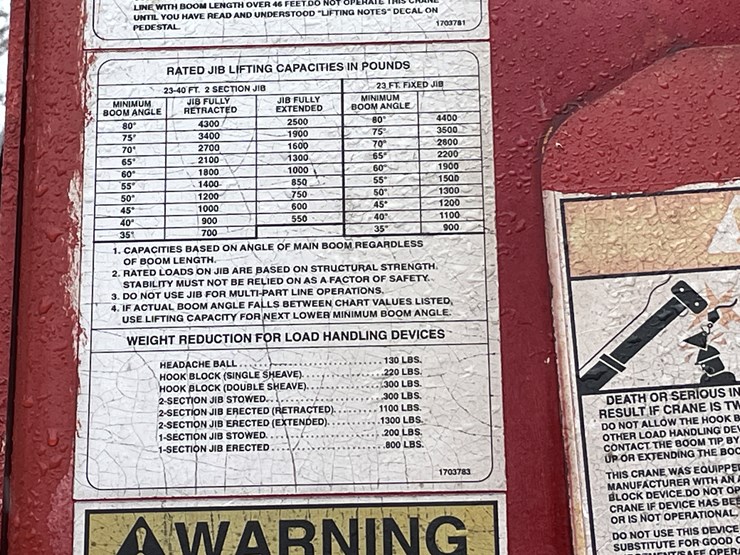 LINE WITH BOOM LENGTH OVER 46 FEET.DO NOT OPERATE THIS CRANE
UNTIL YOU HAVE READ AND UNDERSTOOD "LIFTING NOTES" DECAL ON
PEDESTAL.
1703781
RATED JIB LIFTING CAPACITIES IN POUNDS
23-40 FT. 2 SECTION JIB 23 FT. FIXED JIB
MINIMUM BOOM ANGLE JIB FULLY RETRACTED JIB FULLY EXTENDED MINIMUM BOOM ANGLE
80° 4300 2500 80° 4400
75° 3400 1900 75° 3500
70° 2700 1600 70° 2800
65° 2100 1300 65° 2200
60° 1800 1000 60° 1900
55° 1400 850 55° 1500
50° 1200 750 50° 1300
45° 1000 600 45° 1200
40° 900 550 40° 1100
35° 700 35° 900
1. CAPACITIES BASED ON ANGLE OF MAIN BOOM REGARDLESS
OF BOOM LENGTH.
2. RATED LOADS ON JIB ARE BASED ON STRUCTURAL STRENGTH.
STABILITY MUST NOT BE RELIED ON AS A FACTOR OF SAFETY.
3. DO NOT USE JIB FOR MULTI-PART LINE OPERATIONS.
4. IF ACTUAL BOOM ANGLE FALLS BETWEEN CHART VALUES LISTED,
USE LIFTING CAPACITY FOR NEXT LOWER MINIMUM BOOM ANGLE.
WEIGHT REDUCTION FOR LOAD HANDLING DEVICES
HEADACHE BALL 130 LBS.
HOOK BLOCK (SINGLE SHEAVE) 220 LBS.
HOOK BLOCK (DOUBLE SHEAVE) 300 LBS.
2-SECTION JIB STOWED 300 LBS.
2-SECTION JIB ERECTED (RETRACTED) 1100 LBS.
2-SECTION JIB ERECTED (EXTENDED) 1300 LBS.
1-SECTION JIB STOWED 200 LBS.
1-SECTION JIB ERECTED 800 LBS.
1703783
WARNING
DEATH OR SERIOUS IN
RESULT IF CRANE IS TW
DO NOT ALLOW THE HOOK B
OTHER LOAD HANDLING DEV
CONTACT THE BOOM TIP BY
UP OR EXTENDING THE BOO
THIS CRANE WAS EQUIPPE
MANUFACTURER WITH AN A
BLOCK DEVICE.DO NOT OP
CRANE IF DEVICE HAS BEE
OR IS NOT OPERATIONAL
DO NOT USE THIS DEVICE
SUBSTITUTE FOR GOOD